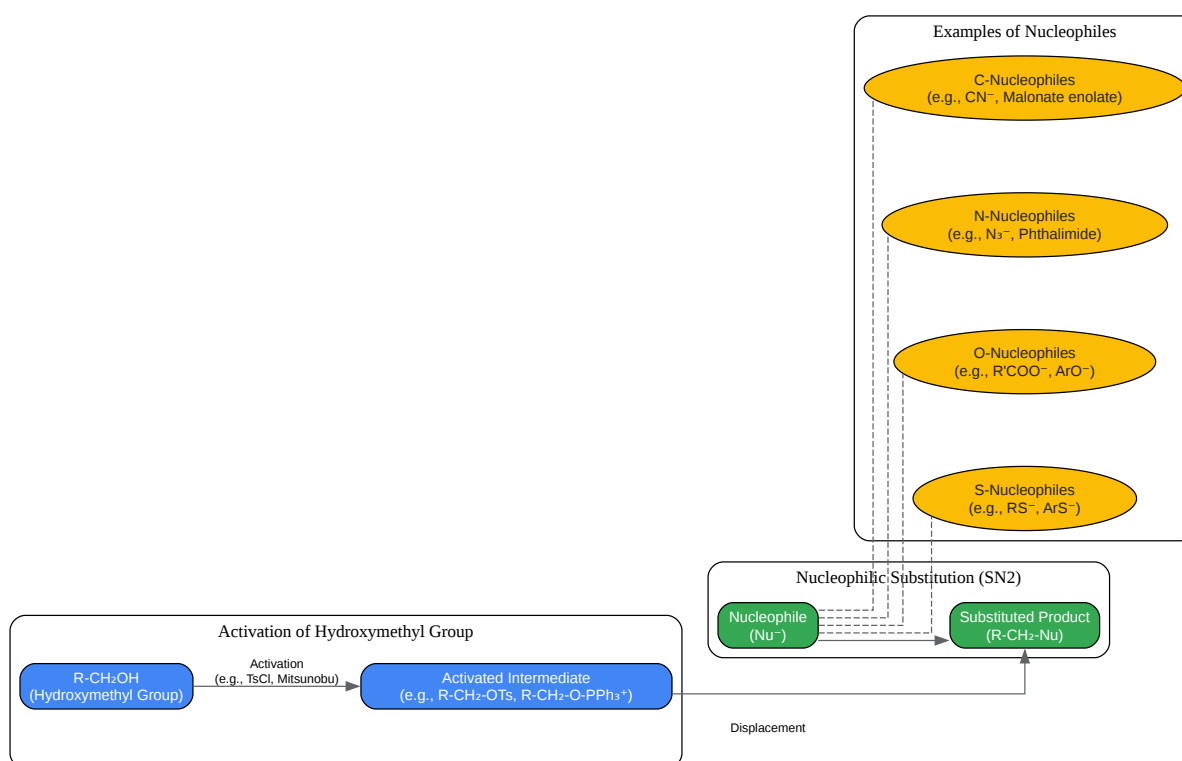 Examples of Nucleophiles
C-Nucleophiles
(e.g., CN⁻, Malonate enolate)
N-Nucleophiles
(e.g., N₃⁻, Phthalimide)
O-Nucleophiles
(e.g., R'COO⁻, ArO⁻)
S-Nucleophiles
(e.g., RS⁻, ArS⁻)
Nucleophilic Substitution (SN2)
Nucleophile
(Nu⁻)
Substituted Product
(R-CH₂-Nu)
Activation of Hydroxymethyl Group
R-CH₂OH
(Hydroxymethyl Group)
Activation
(e.g., TsCl, Mitsunobu)
Activated Intermediate
(e.g., R-CH₂-OTs, R-CH₂-O-PPh₃⁺)
Displacement